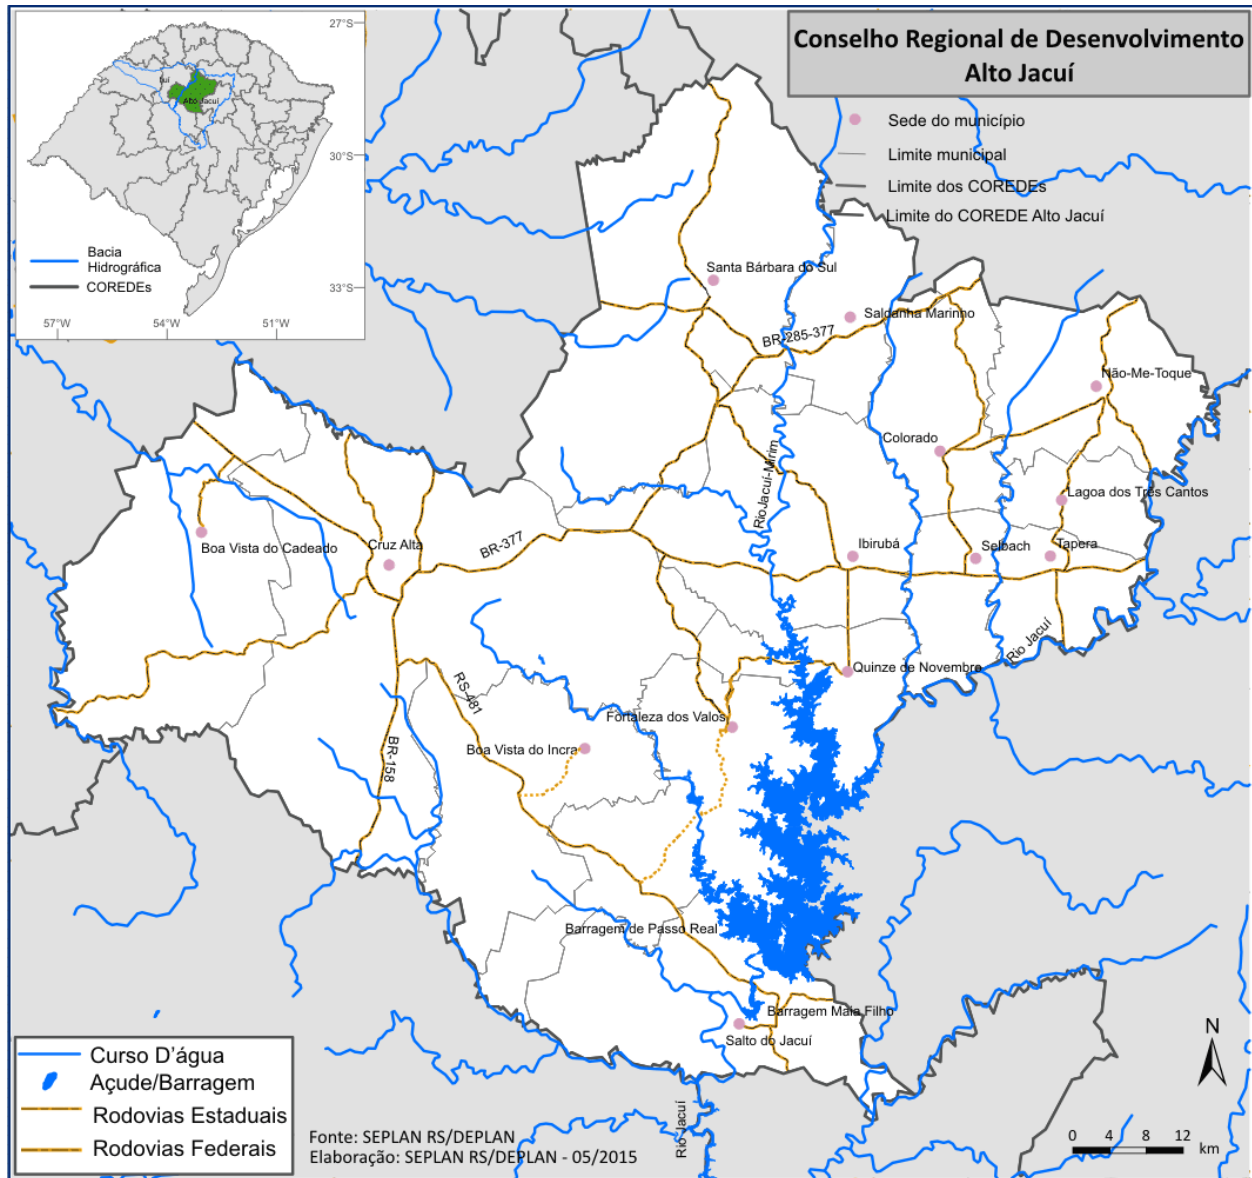 Conselho Regional de Desenvolvimento
Alto Jacuí
Sede do município
Limite municipal
Limite dos COREDEs
Limite do COREDE Alto Jacuí
27°S
30°S
33°S
57°W
54°W
51°W
Ijuí
Alto Jacuí
Bacia
Hidrográfica
COREDEs
Santa Bárbara do Sul
Saldanha Marinho
BR-285-377
Não-Me-Toque
Colorado
RioJacuí-Mirim
Lagoa dos Três Cantos
Boa Vista do Cadeado
Cruz Alta
BR-377
Ibirubá
Selbach
Tapera
Rio Jacuí
Quinze de Novembro
RS-481
Fortaleza dos Valos
Boa Vista do Incra
BR-158
Barragem de Passo Real
Barragem Maia Filho
Salto do Jacuí
Rio Jacuí
Curso D'água
Açude/Barragem
Rodovias Estaduais
Rodovias Federais
Fonte: SEPLAN RS/DEPLAN
Elaboração: SEPLAN RS/DEPLAN - 05/2015
N
0 4 8 12
km